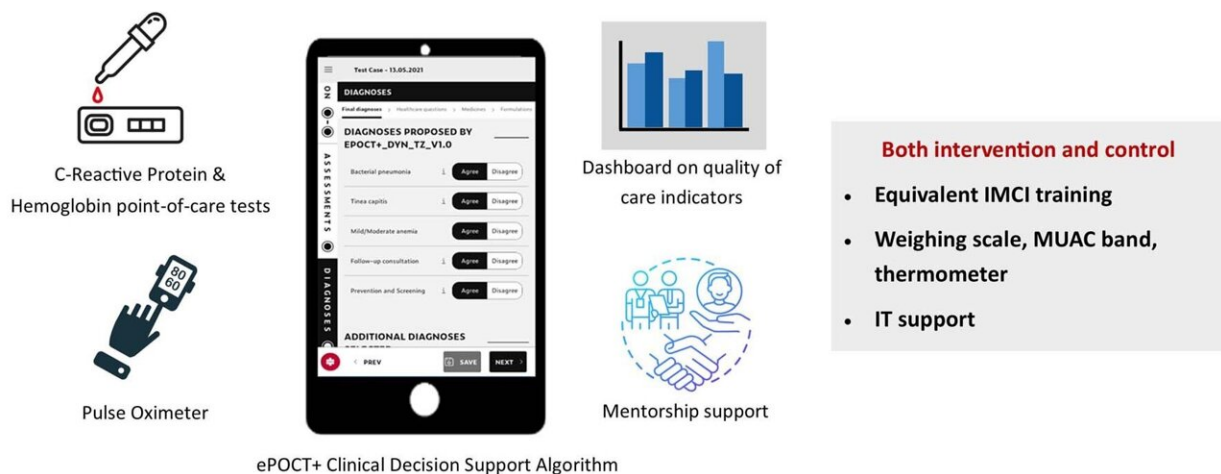 C-Reactive Protein &
Hemoglobin point-of-care tests
80
60
Pulse Oximeter
Test Case - 13.05.2021
DIAGNOSES
Final diagnoses > Healthcare questions > Medicines > Formulations
DIAGNOSES PROPOSED BY
EPOCT+_DYN_TZ_V1.0
Bacterial pneumonia Agree Disagree
Tinea capitis Agree Disagree
Mild/Moderate anemia Agree Disagree
Follow-up consultation Agree Disagree
Prevention and Screening Agree Disagree
ADDITIONAL DIAGNOSES
ASSESSMENTS
DIAGNOSES
< PREV SAVE NEXT >
ePOCT+ Clinical Decision Support Algorithm
Dashboard on quality of
care indicators
Mentorship support
Both intervention and control
• Equivalent IMCI training
• Weighing scale, MUAC band,
thermometer
• IT support